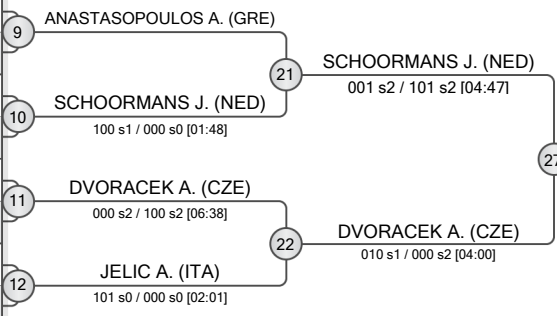 9
ANASTASOPOULOS A. (GRE)
21
SCHOORMANS J. (NED)
001 s2 / 101 s2 [04:47]
10
SCHOORMANS J. (NED)
100 s1 / 000 s0 [01:48]
27
11
DVORACEK A. (CZE)
000 s2 / 100 s2 [06:38]
22
DVORACEK A. (CZE)
010 s1 / 000 s2 [04:00]
12
JELIC A. (ITA)
101 s0 / 000 s0 [02:01]